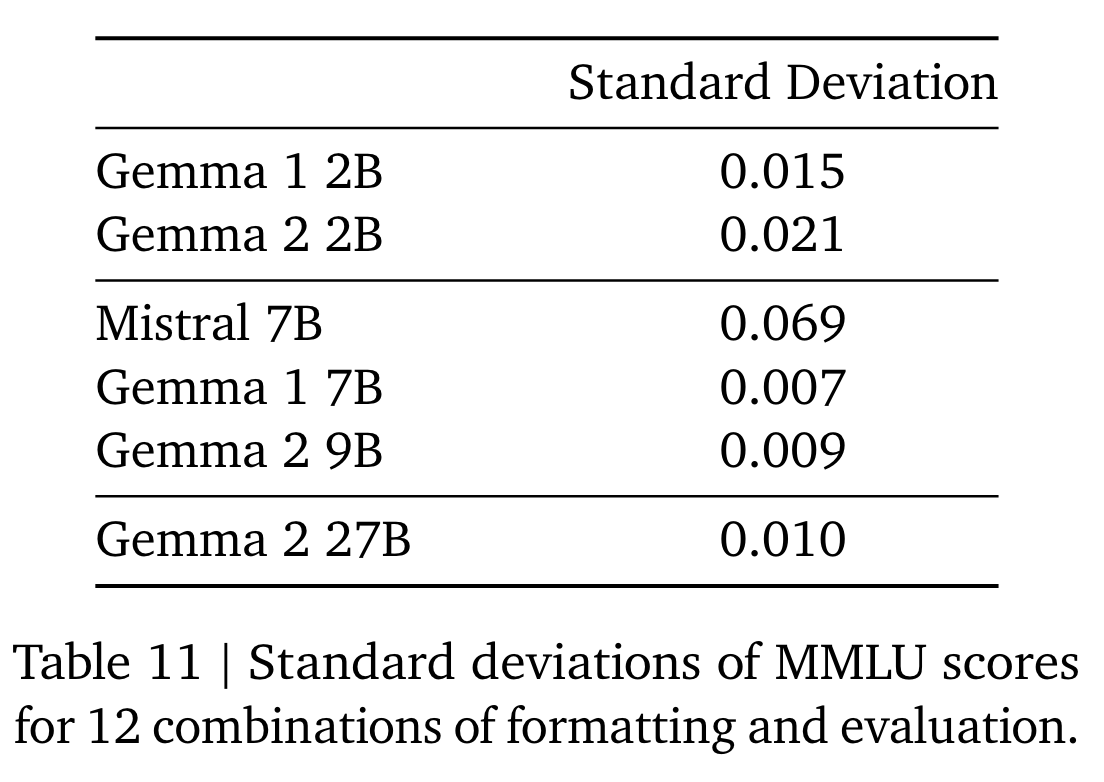 Standard Deviation
Gemma 1 2B 0.015
Gemma 2 2B 0.021
Mistral 7B 0.069
Gemma 1 7B 0.007
Gemma 2 9B 0.009
Gemma 2 27B 0.010
Table 11 | Standard deviations of MMLU scores
for 12 combinations of formatting and evaluation.